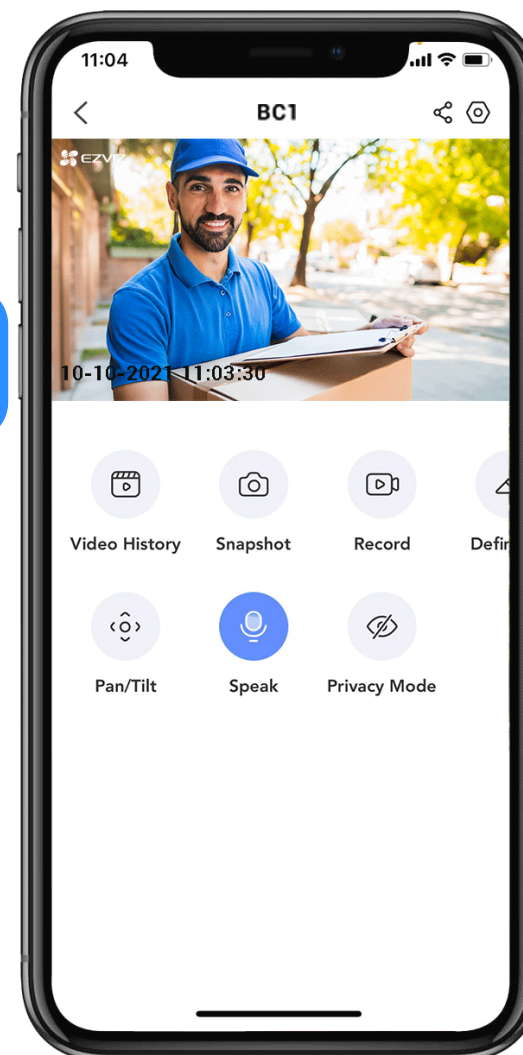 11:04
BC1
EZVIZ
10-10-2021 11:03:30
Video History
Snapshot
Record
Pan/Tilt
Speak
Privacy Mode